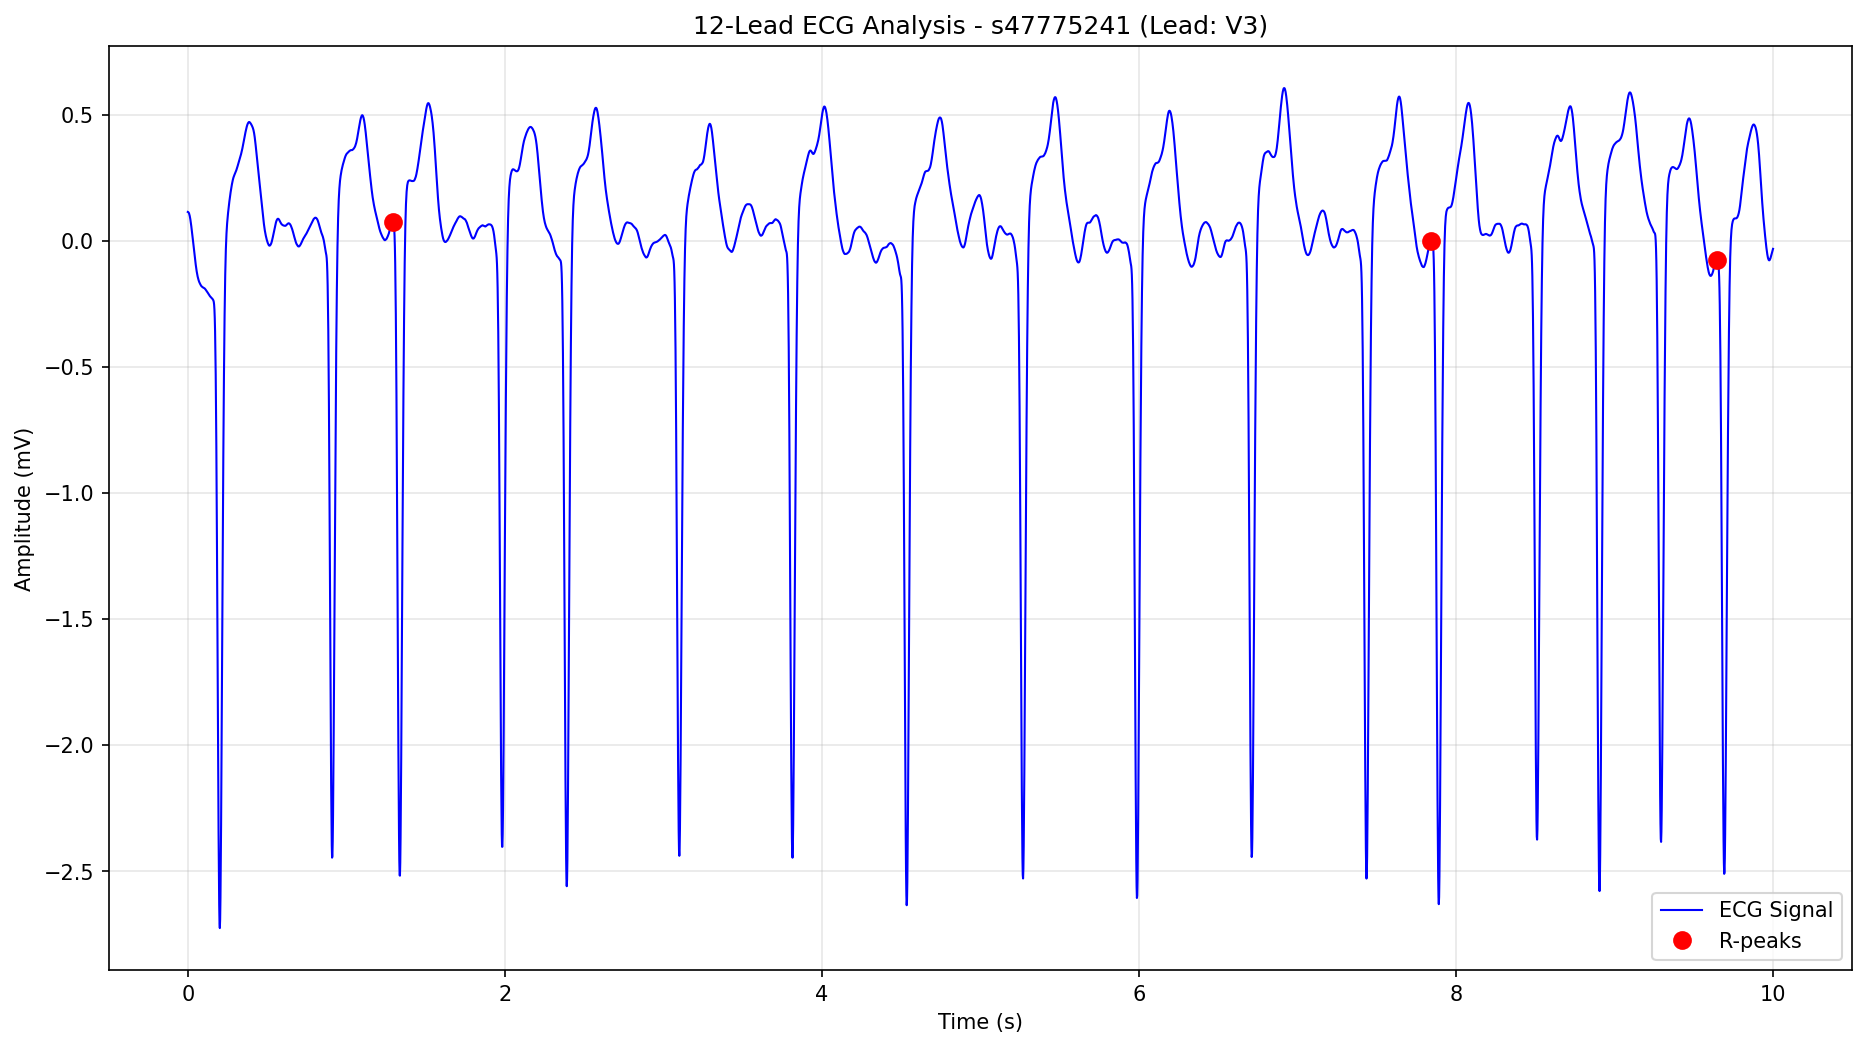 12-Lead ECG Analysis - s47775241 (Lead: V3)
Amplitude (mV)
0.5
0.0
−0.5
−1.0
−1.5
−2.0
−2.5
0 2 4 6 8 10
Time (s)
ECG Signal
R-peaks